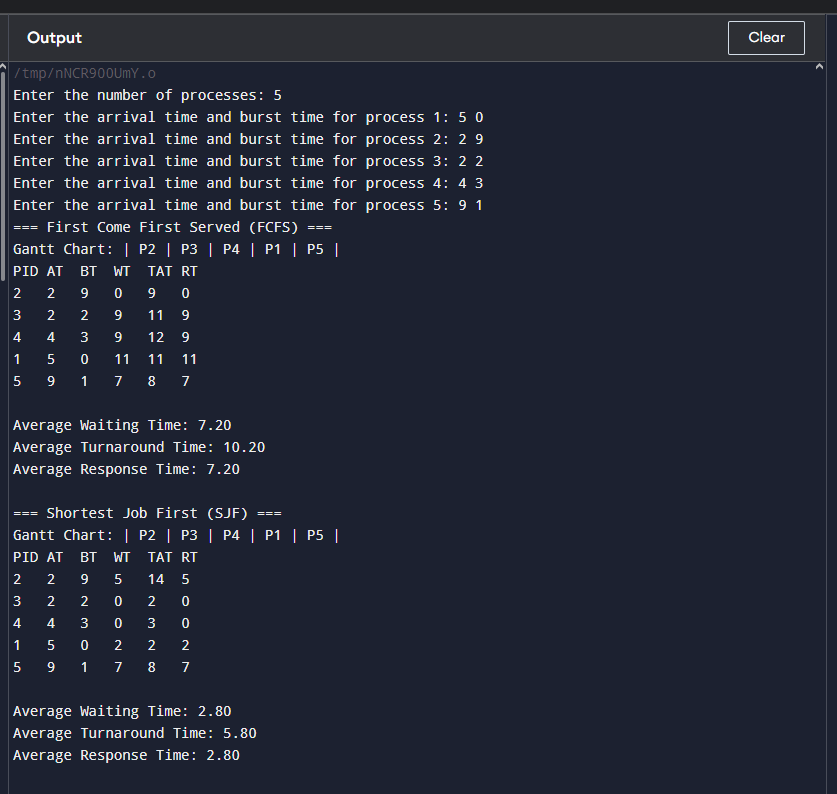 Output
Clear
/tmp/nNCR90OUmY.o
Enter the number of processes: 5
Enter the arrival time and burst time for process 1: 5 0
Enter the arrival time and burst time for process 2: 2 9
Enter the arrival time and burst time for process 3: 2 2
Enter the arrival time and burst time for process 4: 4 3
Enter the arrival time and burst time for process 5: 9 1
=== First Come First Served (FCFS) ===
Gantt Chart: | P2 | P3 | P4 | P1 | P5 |
PID AT BT WT TAT RT
2 2 9 0 9 0
3 2 2 9 11 9
4 4 3 9 12 9
1 5 0 11 11 11
5 9 1 7 8 7
Average Waiting Time: 7.20
Average Turnaround Time: 10.20
Average Response Time: 7.20
=== Shortest Job First (SJF) ===
Gantt Chart: | P2 | P3 | P4 | P1 | P5 |
PID AT BT WT TAT RT
2 2 9 5 14 5
3 2 2 0 2 0
4 4 3 0 3 0
1 5 0 2 2 2
5 9 1 7 8 7
Average Waiting Time: 2.80
Average Turnaround Time: 5.80
Average Response Time: 2.80